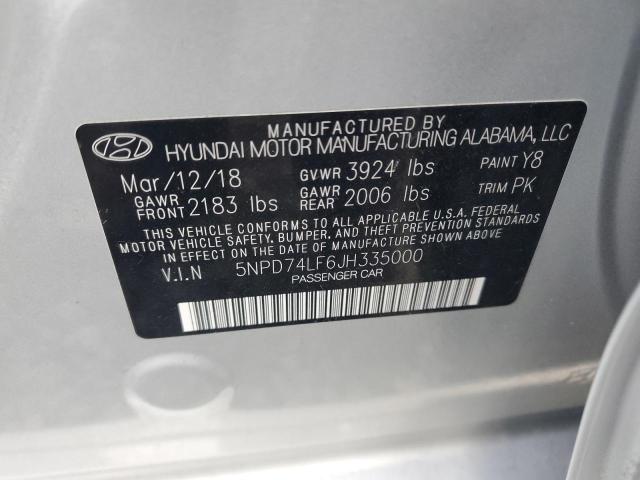 MANUFACTURED BY
HYUNDAI MOTOR MANUFACTURING ALABAMA, LLC
Mar/12/18 GVWR 3924 lbs PAINT Y8
GAWR FRONT 2183 lbs GAWR REAR 2006 lbs TRIM PK
THIS VEHICLE CONFORMS TO ALL APPLICABLE U.S.A. FEDERAL
MOTOR VEHICLE SAFETY, BUMPER, AND THEFT PREVENTION STANDARDS
IN EFFECT ON THE DATE OF MANUFACTURE SHOWN ABOVE.
V.I.N 5NPD74LF6JH335000
PASSENGER CAR